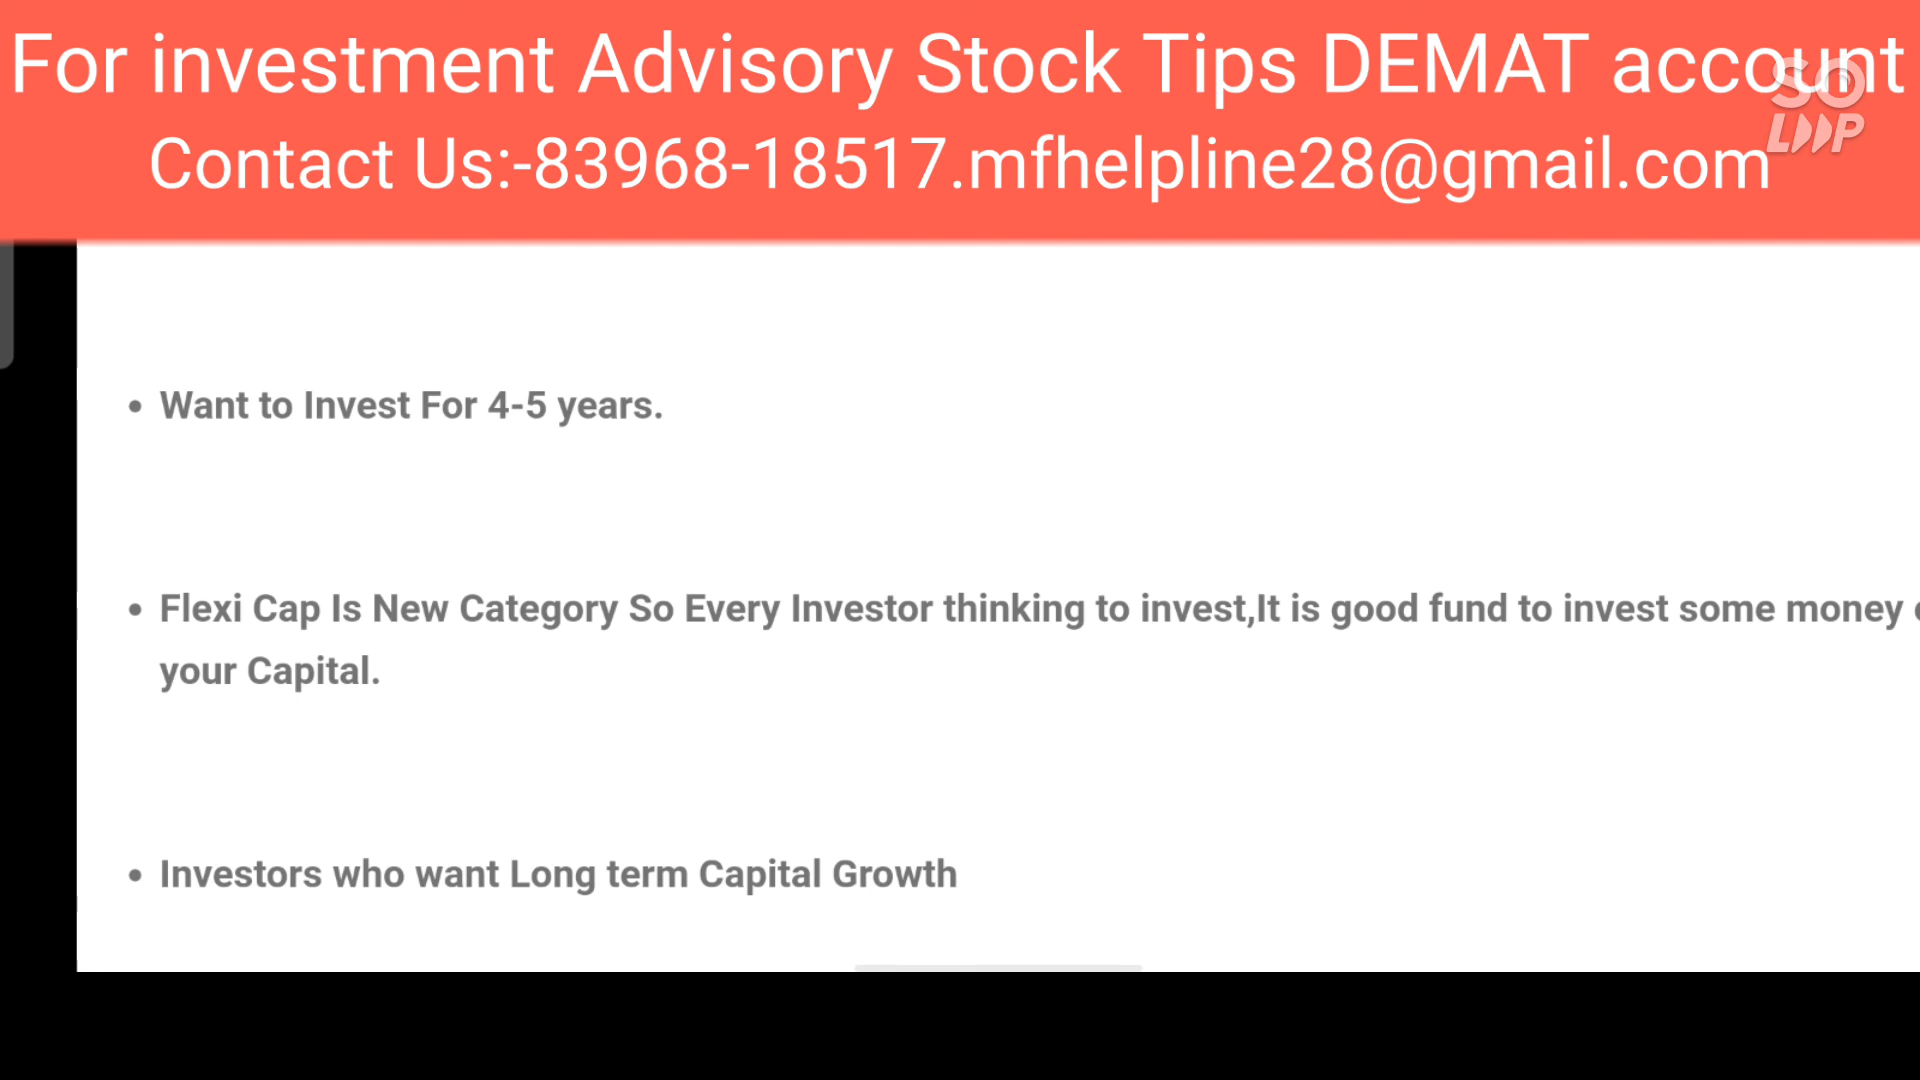 For investment Advisory Stock Tips DEMAT account
Contact Us:-83968-18517.mfhelpline28@gmail.com
SO
LOOP
• Want to Invest For 4-5 years.
• Flexi Cap Is New Category So Every Investor thinking to invest,It is good fund to invest some money
your Capital.
• Investors who want Long term Capital Growth